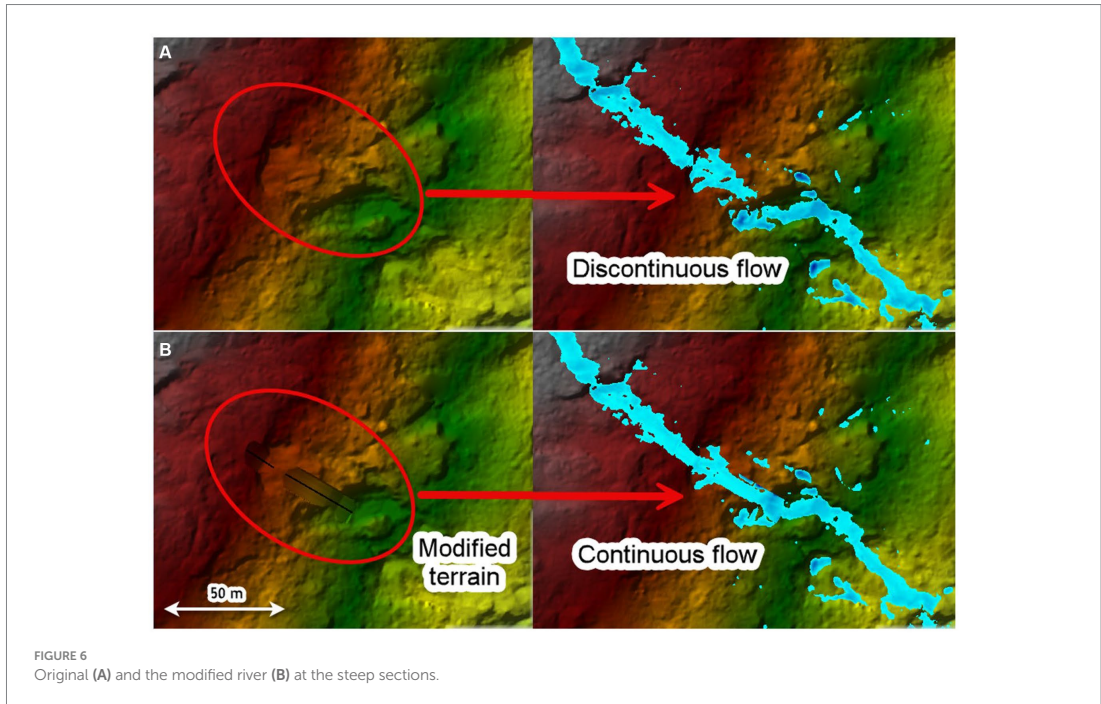 A
Discontinuous flow
B
Modified
terrain
Continuous flow
50 m
FIGURE 6
Original (A) and the modified river (B) at the steep sections.